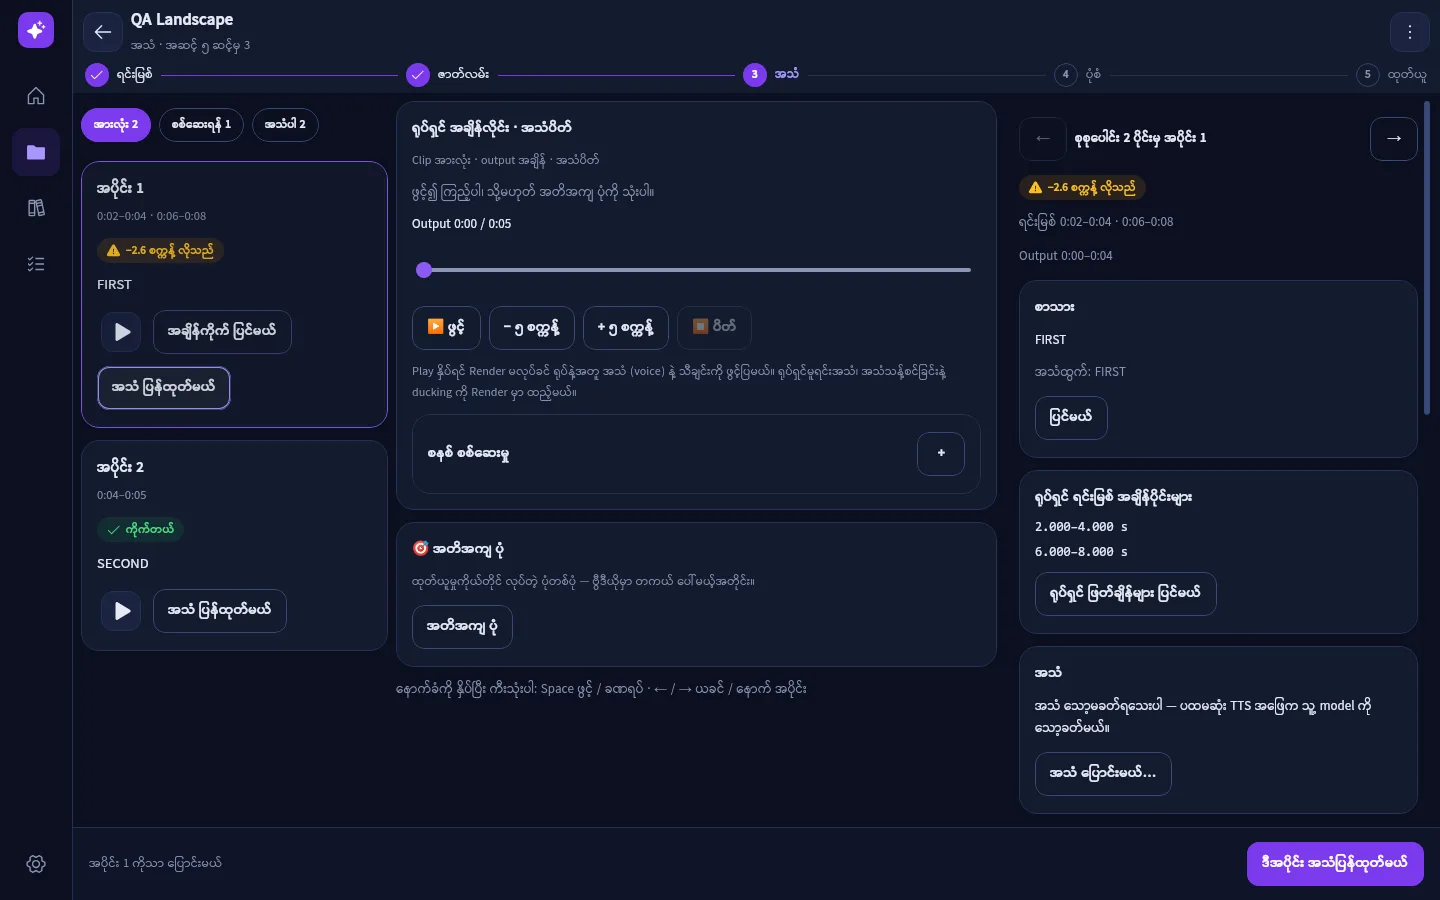 QA Landscape
အသံ · အဆင့် ၅ ဆင့်မှ 3
ရင်းမြစ်
ဇာတ်လမ်း
3 အသံ
4 ပုံစံ
5 ထုတ်ယူ
အားလုံး 2
စစ်ဆေးရန် 1
အသံပါ 2
အပိုင်း 1
0:02–0:04 · 0:06–0:08
−2.6 စက္ကန့် လိုသည်
FIRST
အချိန်ကိုက် ပြင်မယ်
အသံ ပြန်ထုတ်မယ်
အပိုင်း 2
0:04–0:05
ကိုက်တယ်
SECOND
အသံ ပြန်ထုတ်မယ်
ရုပ်ရှင် အချိန်လိုင်း · အသံပိတ်
Clip အားလုံး · output အချိန် · အသံပိတ်
ဖွင့်၍ ကြည့်ပါ၊ သို့မဟုတ် အတိအကျ ပုံကို သုံးပါ။
Output 0:00 / 0:05
▶ ဖွင့်
− ၅ စက္ကန့်
+ ၅ စက္ကန့်
⏹ ပိတ်
Play နှိပ်ရင် Render မလုပ်ခင် ရုပ်နဲ့အတူ အသံ (voice) နဲ့ သီချင်းကို ဖွင့်ပြမယ်။ ရုပ်ရှင်မူရင်းအသံ၊ အသံသန့်စင်ခြင်းနဲ့
ducking ကို Render မှာ ထည့်မယ်။
စနစ် စစ်ဆေးမှု
+
🎯 အတိအကျ ပုံ
ထုတ်ယူမှုကိုယ်တိုင် လုပ်တဲ့ ပုံတစ်ပုံ — ဗွီဒီယိုမှာ တကယ် ပေါ်မယ့်အတိုင်း။
အတိအကျ ပုံ
နောက်ခံကို နှိပ်ပြီး ကီးသုံးပါ: Space ဖွင့် / ခဏရပ် · ← / → ယခင် / နောက် အပိုင်း
←
စုစုပေါင်း 2 ပိုင်းမှ အပိုင်း 1
→
−2.6 စက္ကန့် လိုသည်
ရင်းမြစ် 0:02–0:04 · 0:06–0:08
Output 0:00–0:04
စာသား
FIRST
အသံထွက်: FIRST
ပြင်မယ်
ရုပ်ရှင် ရင်းမြစ် အချိန်ပိုင်းများ
2.000–4.000 s
6.000–8.000 s
ရုပ်ရှင် ဖြတ်ချိန်များ ပြင်မယ်
အသံ
အသံ သော့မခတ်ရသေးပါ — ပထမဆုံး TTS အဖြေက သူ့ model ကို
သော့ခတ်မယ်။
အသံ ပြောင်းမယ်…
အပိုင်း 1 ကိုသာ ပြောင်းမယ်
ဒီအပိုင်း အသံပြန်ထုတ်မယ်